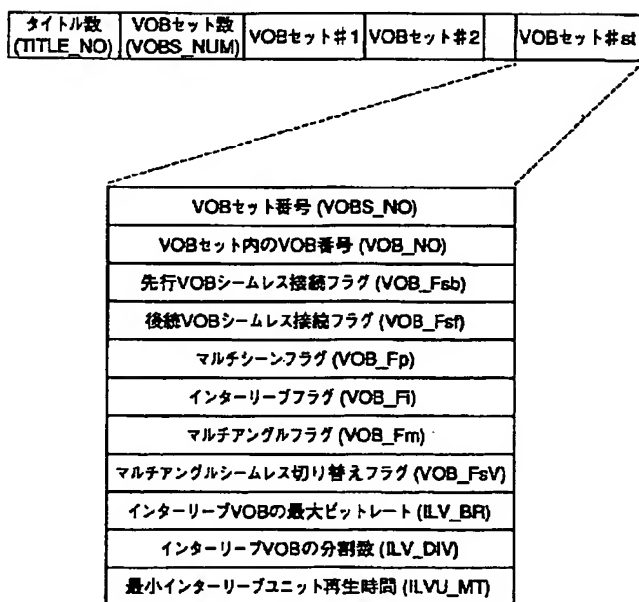 タイトル数
(TITLE_NO)
VOBセット数
(VOBS_NUM)
VOBセット#1
VOBセット#2
VOBセット#st
VOBセット番号 (VOBS_NO)
VOBセット内のVOB番号 (VOB_NO)
先行VOBシームレス接続フラグ (VOB_Fsb)
後続VOBシームレス接続フラグ (VOB_Fsf)
マルチシーンフラグ (VOB_Fp)
インターリーブフラグ (VOB_Fi)
マルチアングルフラグ (VOB_Fm)
マルチアングルシームレス切り替えフラグ (VOB_FsV)
インターリーブVOBの最大ビットレート (ILV_BR)
インターリーブVOBの分割数 (ILV_DIV)
最小インターリーブユニット再生時間 (ILVU_MT)